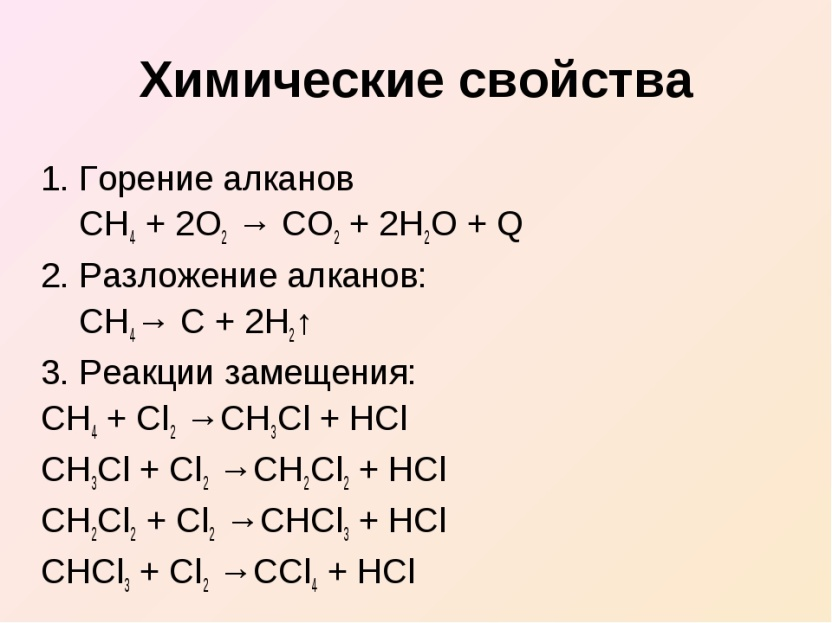 Химические свойства
1. Горение алканов
CH₄ + 2O₂ → CO₂ + 2H₂O + Q
2. Разложение алканов:
CH₄→ C + 2H₂↑
3. Реакции замещения:
CH₄ + Cl₂ →CH₃Cl + HCl
CH₃Cl + Cl₂ →CH₂Cl₂ + HCl
CH₂Cl₂ + Cl₂ →CHCl₃ + HCl
CHCl₃ + Cl₂ →CCl₄ + HCl